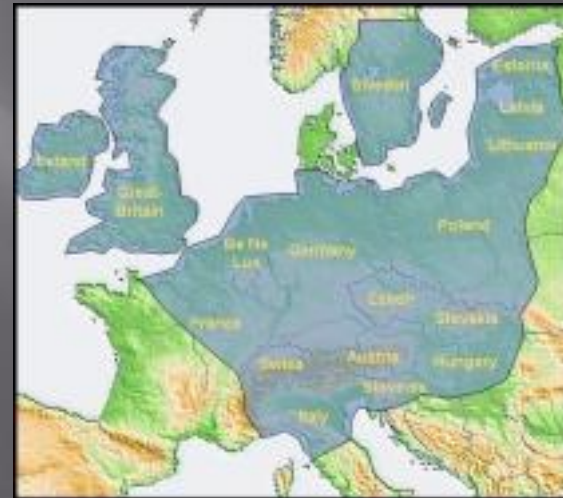 Estonia
Sweden
Latvia
Lithuania
Ireland
Great
Britain
Poland
Be Ne
Lux
Germany
Czech
France
Slovakia
Swiss
Austria
Hungary
Slovenia
Italy